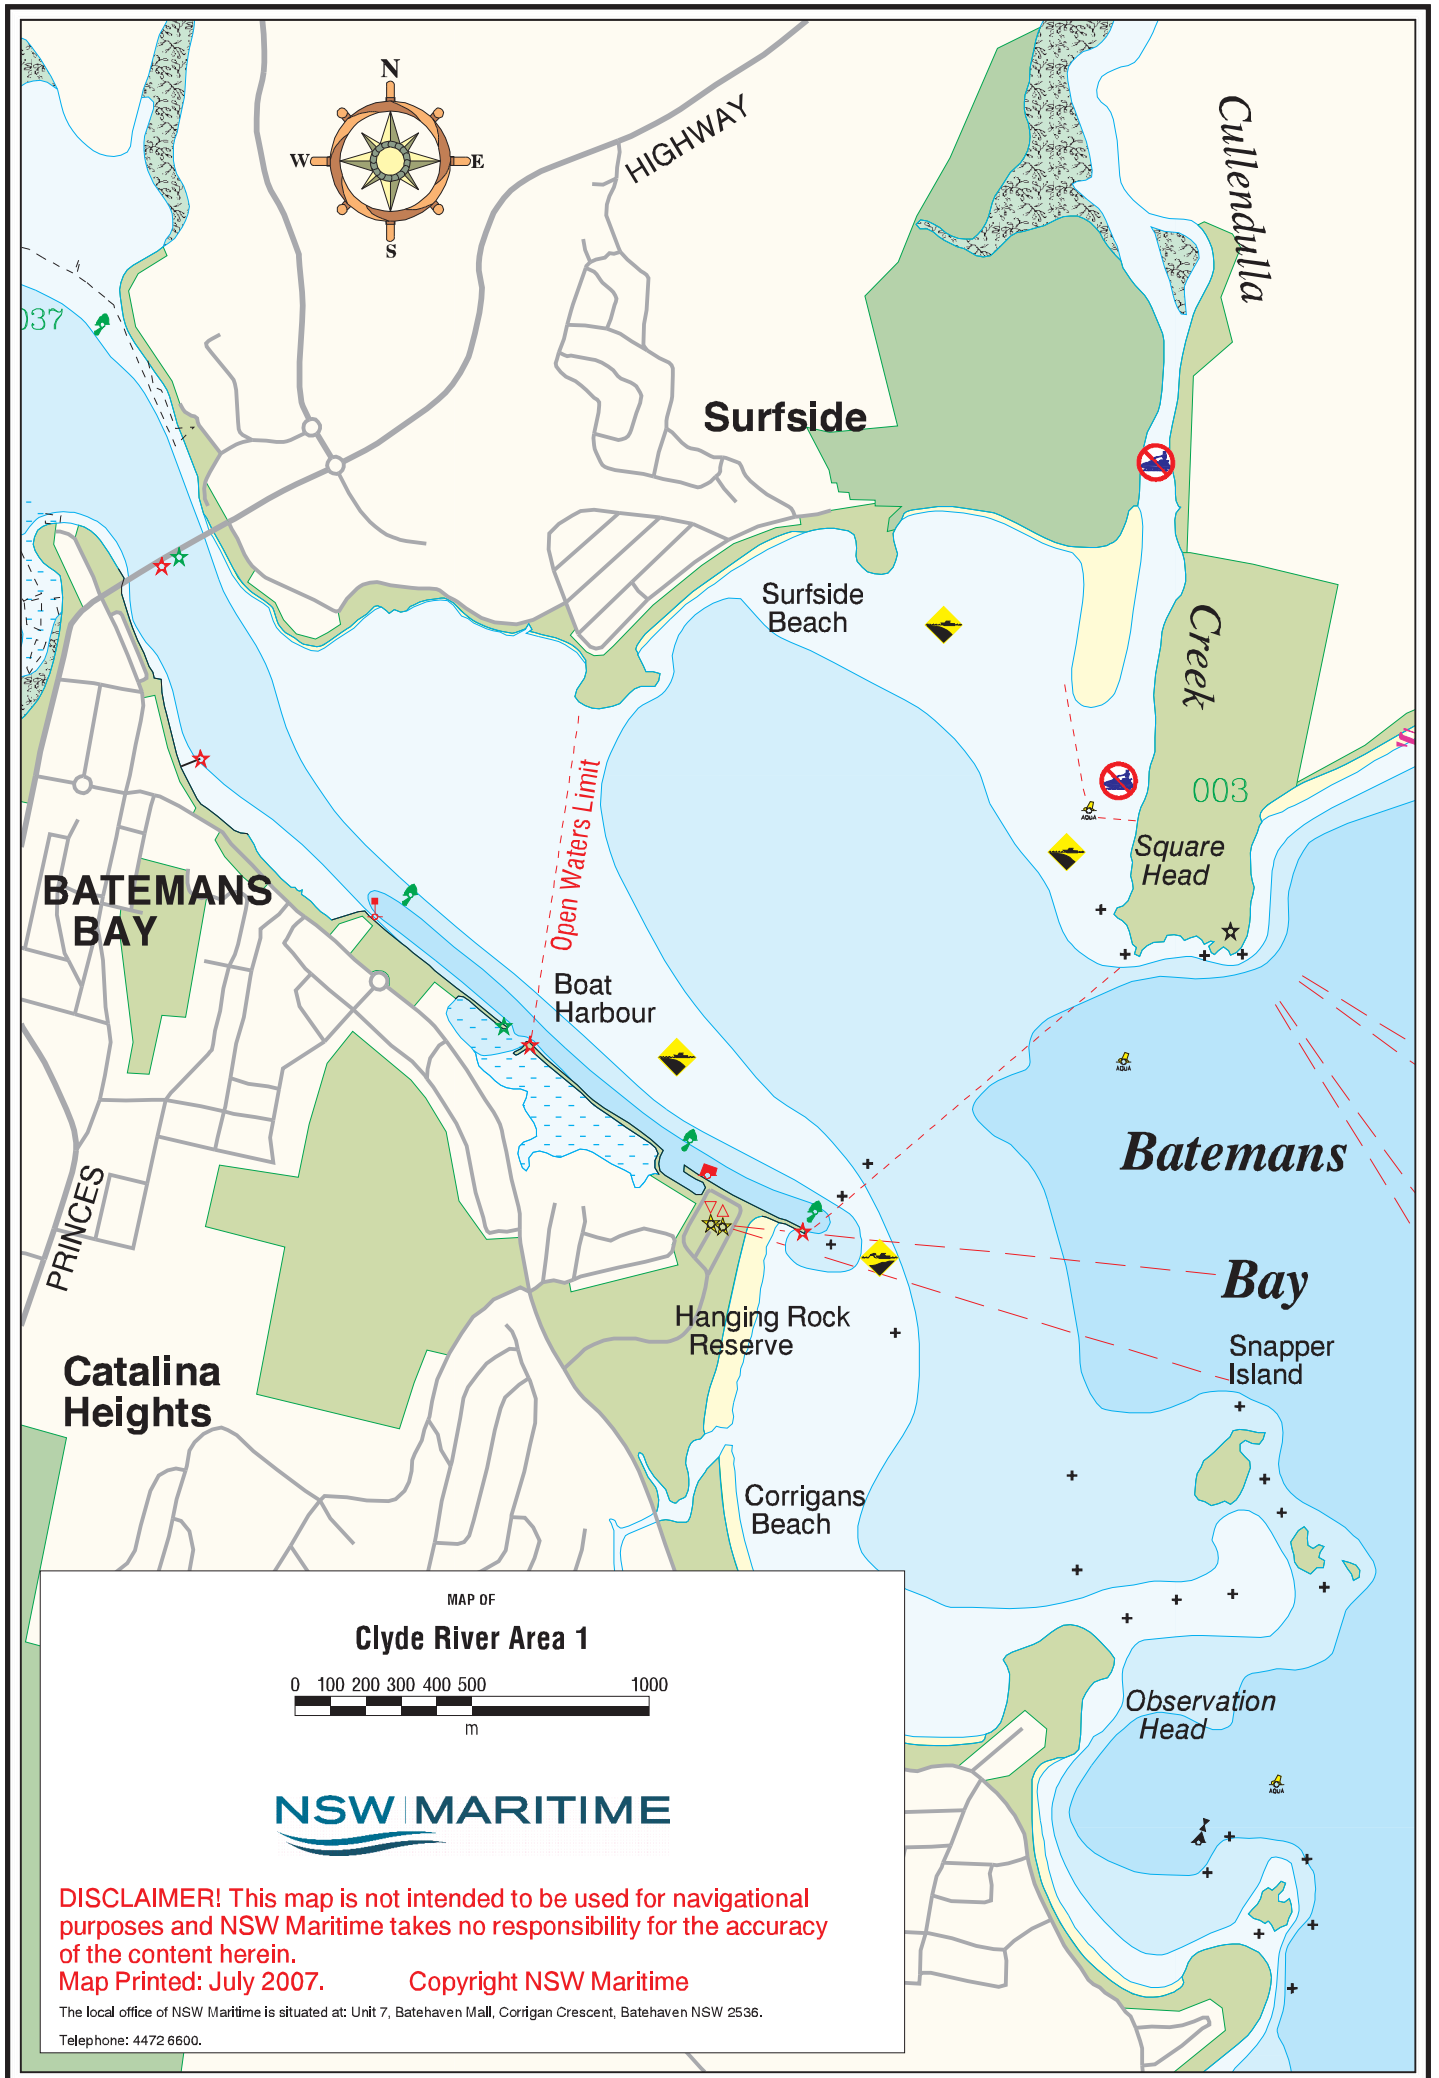 N
W
E
S
HIGHWAY
Cullendulla
037
Surfside
Surfside
Beach
Creek
003
AQUA
Square
Head
Open Waters Limit
BATEMANS
BAY
Boat
Harbour
AQUA
Batemans
Bay
PRINCES
Hanging Rock
Reserve
Snapper
Island
Catalina
Heights
Corrigans
Beach
Observation
Head
AQUA
MAP OF
Clyde River Area 1
0 100 200 300 400 500 1000
m
NSW MARITIME
DISCLAIMER! This map is not intended to be used for navigational
purposes and NSW Maritime takes no responsibility for the accuracy
of the content herein.
Map Printed: July 2007. Copyright NSW Maritime
The local office of NSW Maritime is situated at: Unit 7, Batehaven Mall, Corrigan Crescent, Batehaven NSW 2536.
Telephone: 4472 6600.